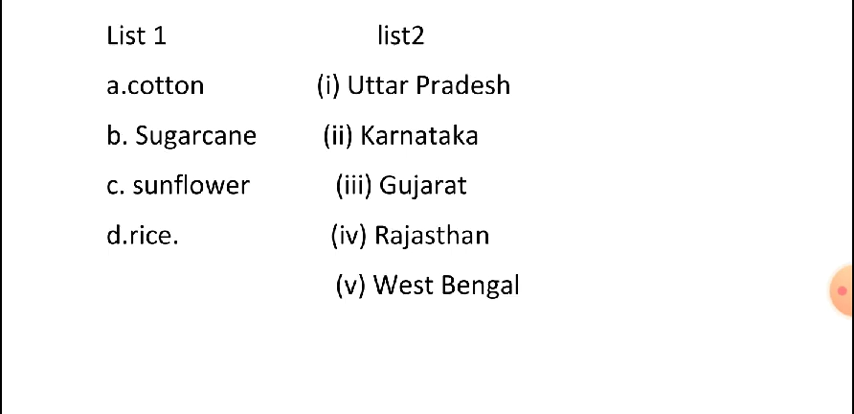 List 1 list2
a.cotton (i) Uttar Pradesh
b. Sugarcane (ii) Karnataka
c. sunflower (iii) Gujarat
d.rice. (iv) Rajasthan
(v) West Bengal